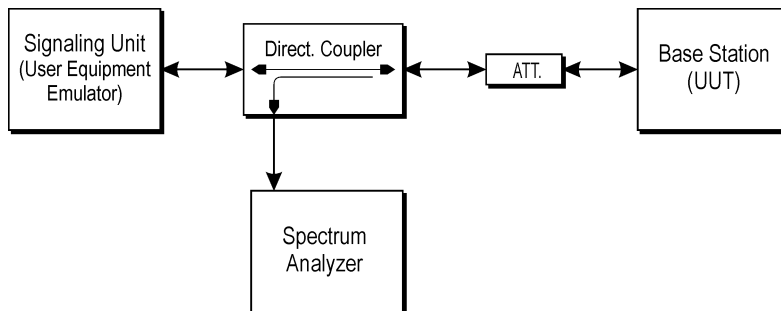 Signaling Unit
(User Equipment
Emulator)
Direct. Coupler
ATT.
Base Station
(UUT)
Spectrum
Analyzer